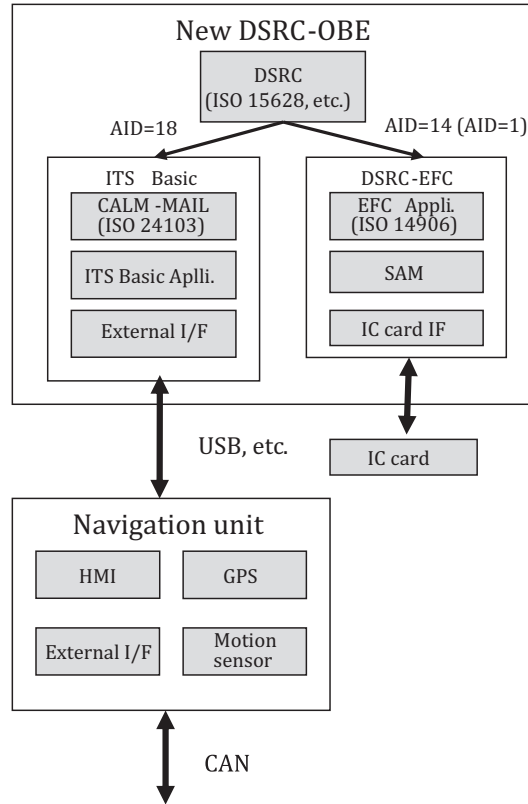 New DSRC-OBE
DSRC
(ISO 15628, etc.)
AID=18
AID=14 (AID=1)
ITS Basic
CALM -MAIL
(ISO 24103)
ITS Basic Aplli.
External I/F
DSRC-EFC
EFC Appli.
(ISO 14906)
SAM
IC card IF
USB, etc.
IC card
Navigation unit
HMI
GPS
External I/F
Motion
sensor
CAN